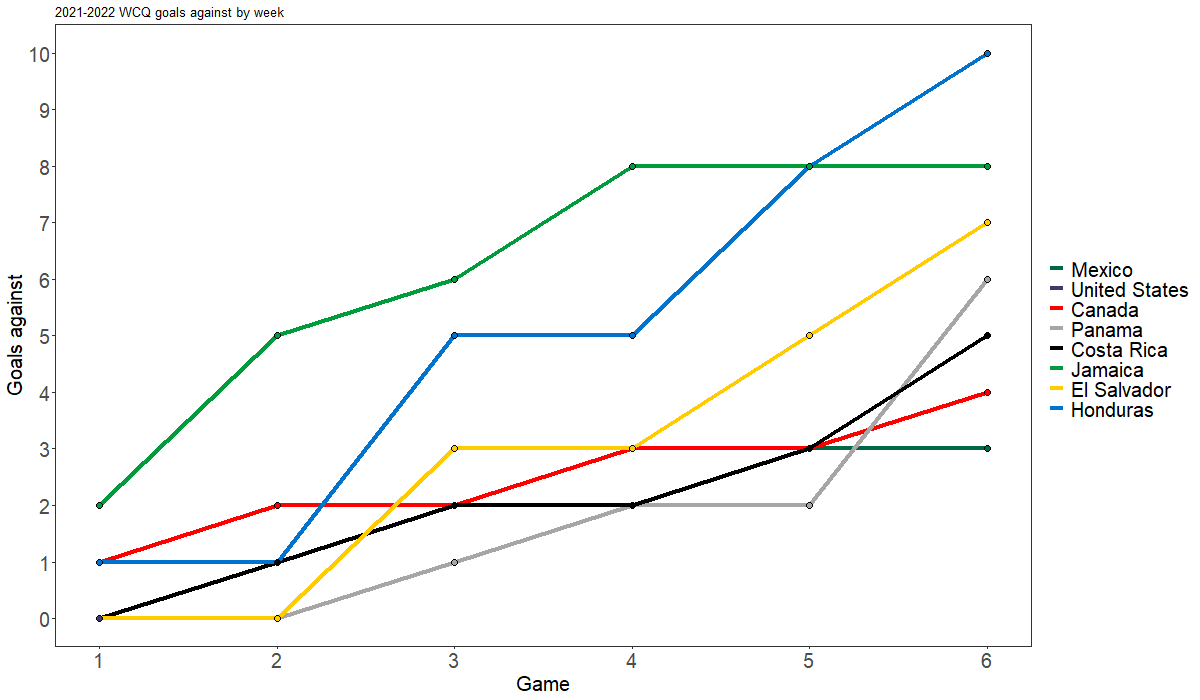 2021-2022 WCQ goals against by week
Goals against
10
9
8
7
6
5
4
3
2
1
0
1 2 3 4 5 6
Game
Mexico
United States
Canada
Panama
Costa Rica
Jamaica
El Salvador
Honduras